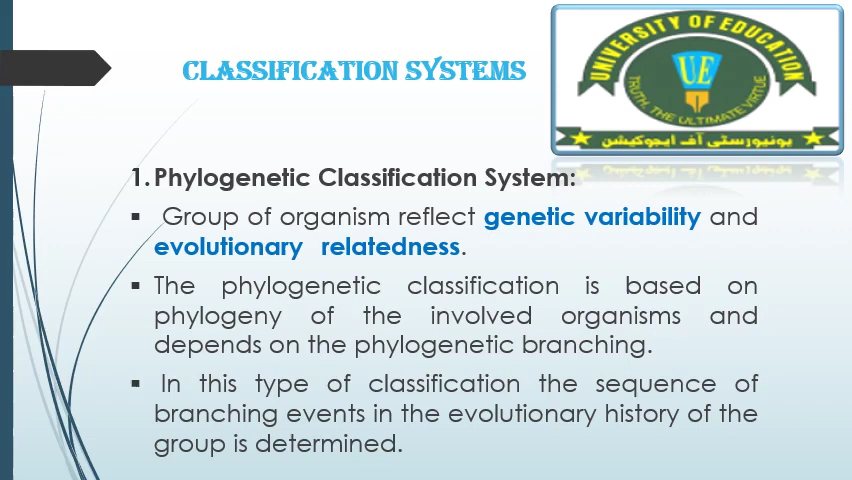 CLASSIFICATION SYSTEMS
UNIVERSITY OF EDUCATION
UE
TRUTH, THE ULTIMATE VIRTUE
یونیورسٹی آف ایجوکیشن
1. Phylogenetic Classification System:
▪ Group of organism reflect genetic variability and
evolutionary relatedness.
▪ The phylogenetic classification is based on
phylogeny of the involved organisms and
depends on the phylogenetic branching.
▪ In this type of classification the sequence of
branching events in the evolutionary history of the
group is determined.